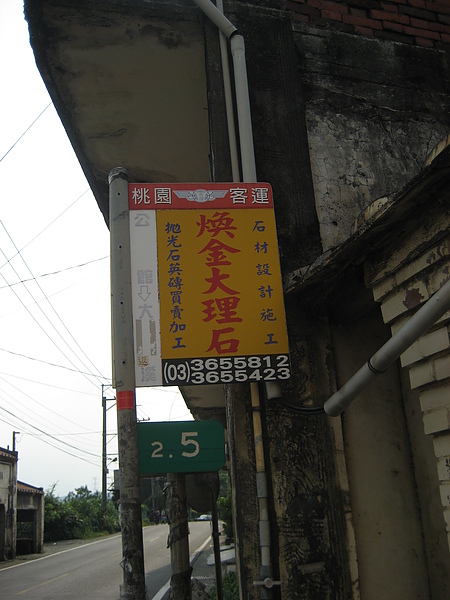 桃園 客運
石材設計施工
煥金大理石
拋光石英磚買賣加工
(03)3655812
3655423
2.5